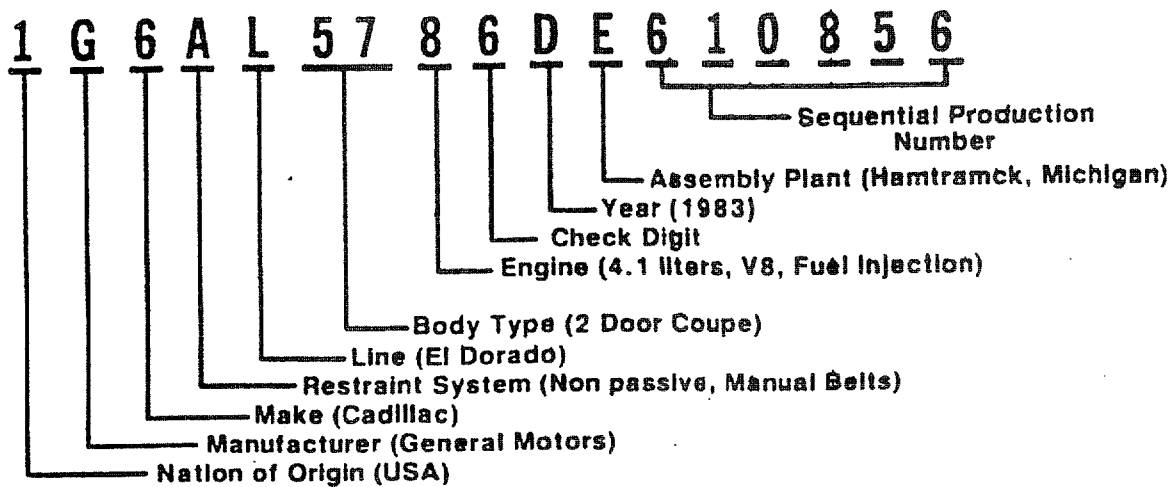 1 G 6 A L 5 7 8 6 D E 6 1 0 8 5 6
Sequential Production
Number
Assembly Plant (Hamtramck, Michigan)
Year (1983)
Check Digit
Engine (4.1 liters, V8, Fuel Injection)
Body Type (2 Door Coupe)
Line (El Dorado)
Restraint System (Non passive, Manual Belts)
Make (Cadillac)
Manufacturer (General Motors)
Nation of Origin (USA)